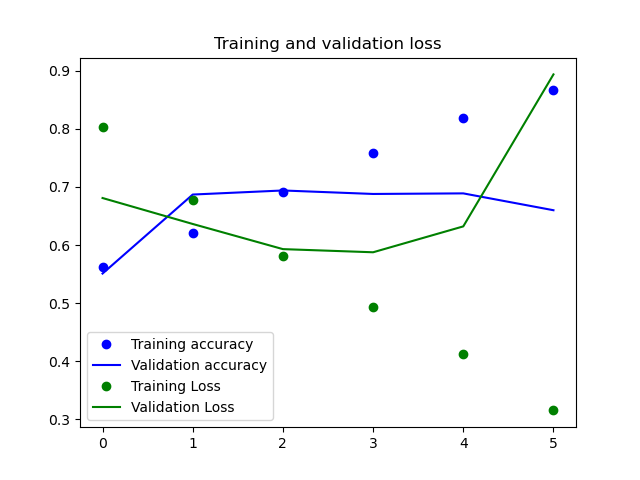 Training and validation loss
0.9
0.8
0.7
0.6
0.5
0.4
0.3
Training accuracy
Validation accuracy
Training Loss
Validation Loss
0 1 2 3 4 5